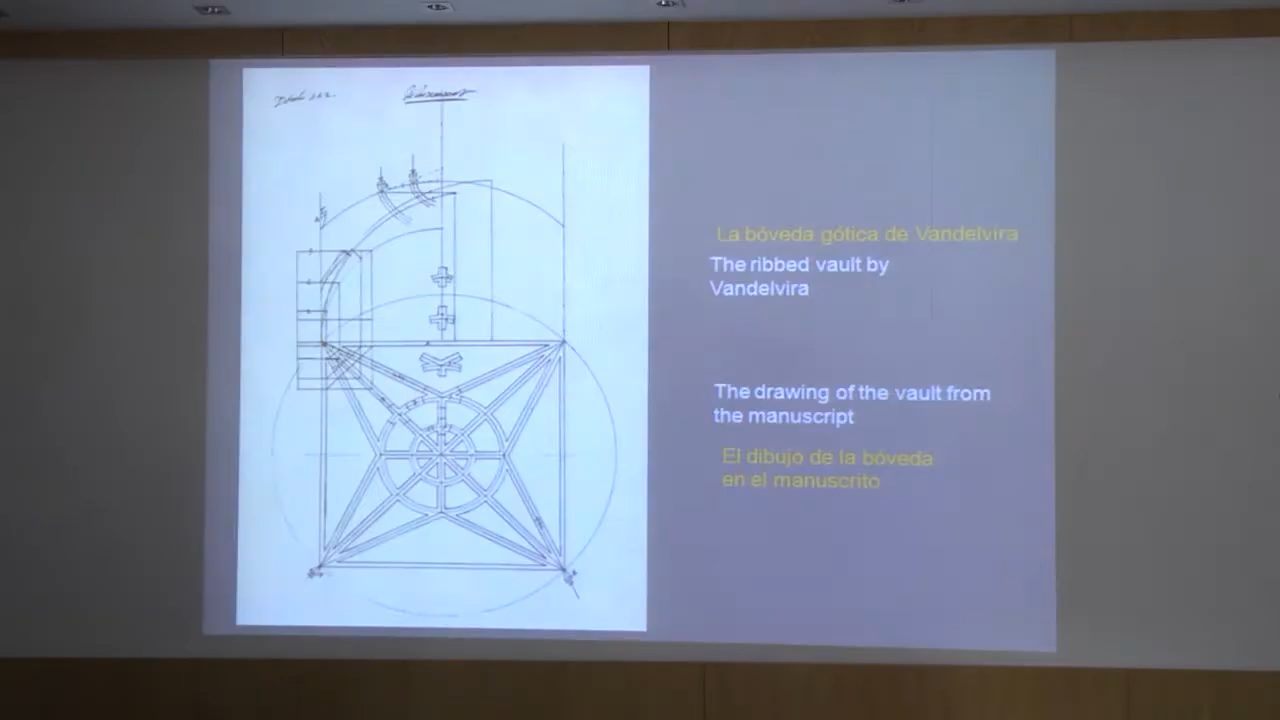 La bóveda gótica de Vandelvira
The ribbed vault by
Vandelvira
The drawing of the vault from
the manuscript
El dibujo de la bóveda
en el manuscrito